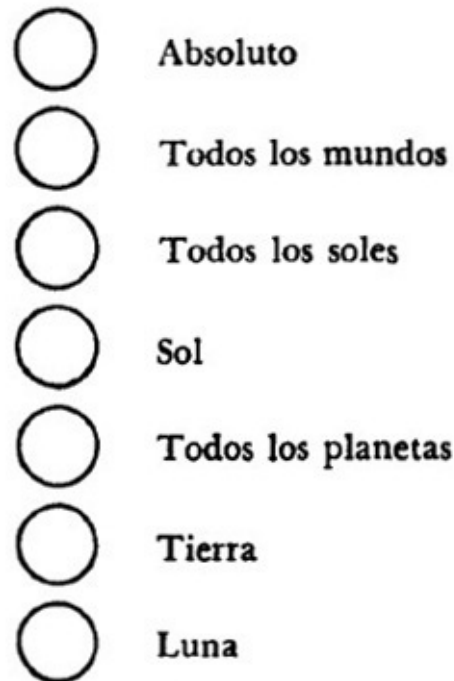 Absoluto
Todos los mundos
Todos los soles
Sol
Todos los planetas
Tierra
Luna